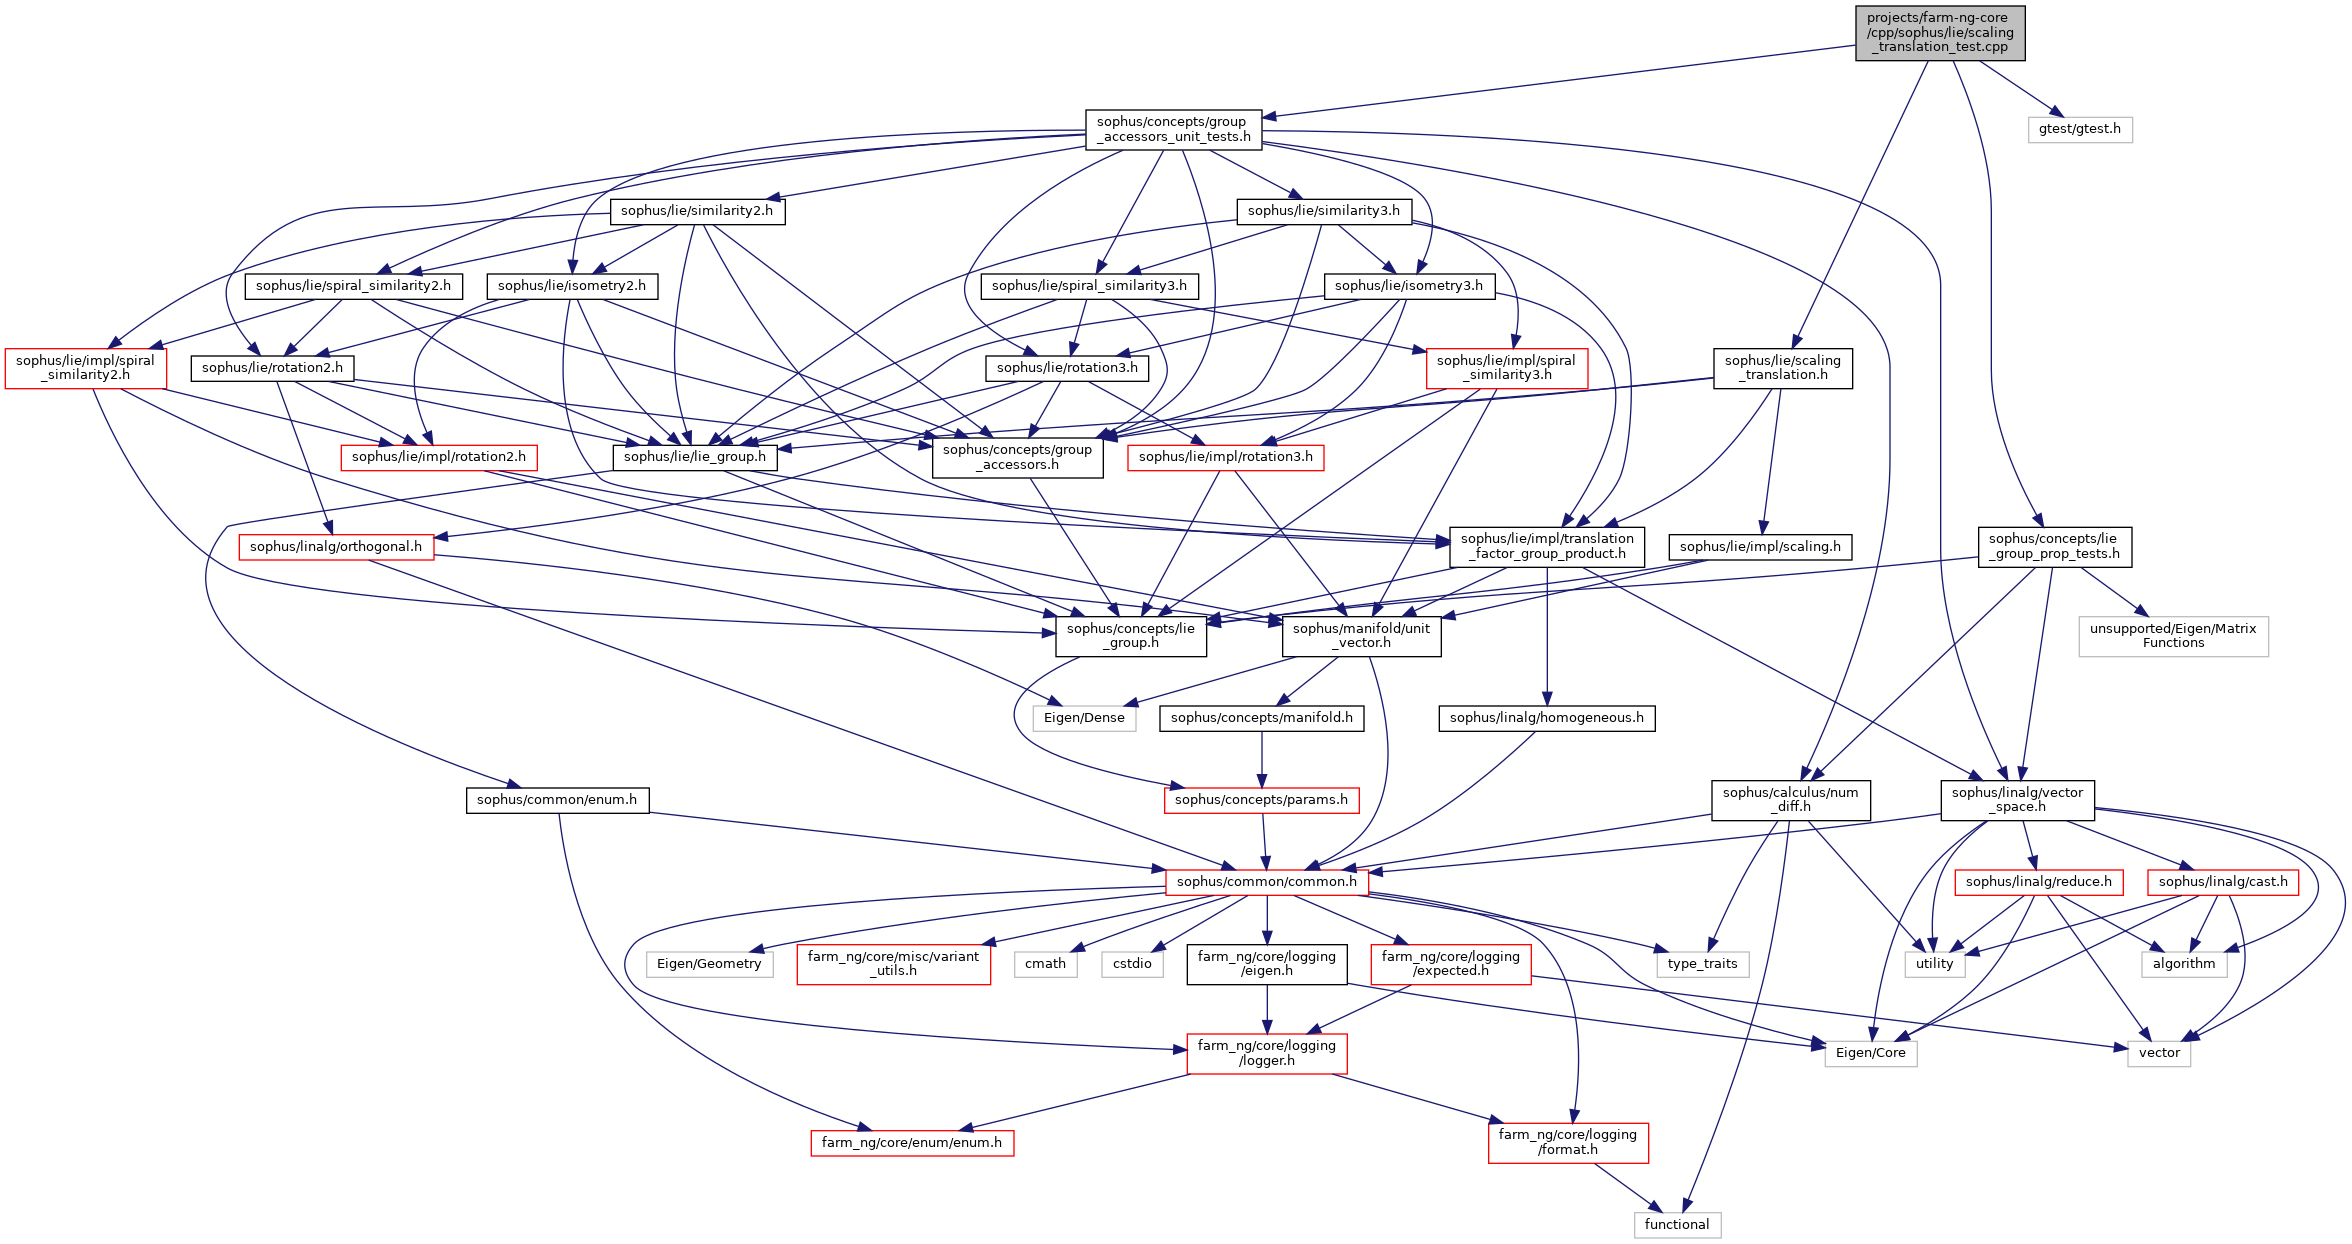 projects/farm-ng-core
/cpp/sophus/lie/scaling
_translation_test.cpp
sophus/concepts/group
_accessors_unit_tests.h
gtest/gtest.h
sophus/lie/similarity2.h
sophus/lie/similarity3.h
sophus/lie/spiral_similarity2.h
sophus/lie/isometry2.h
sophus/lie/spiral_similarity3.h
sophus/lie/isometry3.h
sophus/lie/impl/spiral
_similarity2.h
sophus/lie/rotation2.h
sophus/lie/rotation3.h
sophus/lie/impl/spiral
_similarity3.h
sophus/lie/scaling
_translation.h
sophus/lie/impl/rotation2.h
sophus/lie/lie_group.h
sophus/concepts/group
_accessors.h
sophus/lie/impl/rotation3.h
sophus/linalg/orthogonal.h
sophus/lie/impl/translation
_factor_group_product.h
sophus/lie/impl/scaling.h
sophus/concepts/lie
_group_prop_tests.h
sophus/concepts/lie
_group.h
sophus/manifold/unit
_vector.h
unsupported/Eigen/Matrix
Functions
Eigen/Dense
sophus/concepts/manifold.h
sophus/linalg/homogeneous.h
sophus/common/enum.h
sophus/concepts/params.h
sophus/calculus/num
_diff.h
sophus/linalg/vector
_space.h
sophus/common/common.h
sophus/linalg/reduce.h
sophus/linalg/cast.h
Eigen/Geometry
farm_ng/core/misc/variant
_utils.h
cmath
cstdio
farm_ng/core/logging
/eigen.h
farm_ng/core/logging
/expected.h
type_traits
utility
algorithm
farm_ng/core/logging
/logger.h
Eigen/Core
vector
farm_ng/core/enum/enum.h
farm_ng/core/logging
/format.h
functional